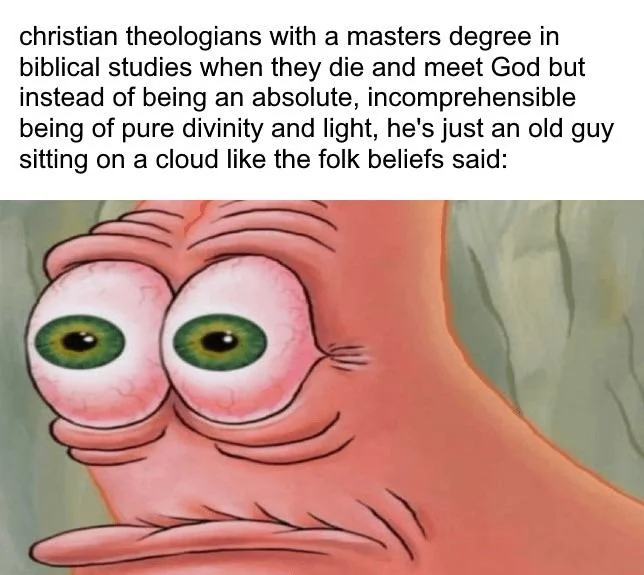 christian theologians with a masters degree in
biblical studies when they die and meet God but
instead of being an absolute, incomprehensible
being of pure divinity and light, he's just an old guy
sitting on a cloud like the folk beliefs said: